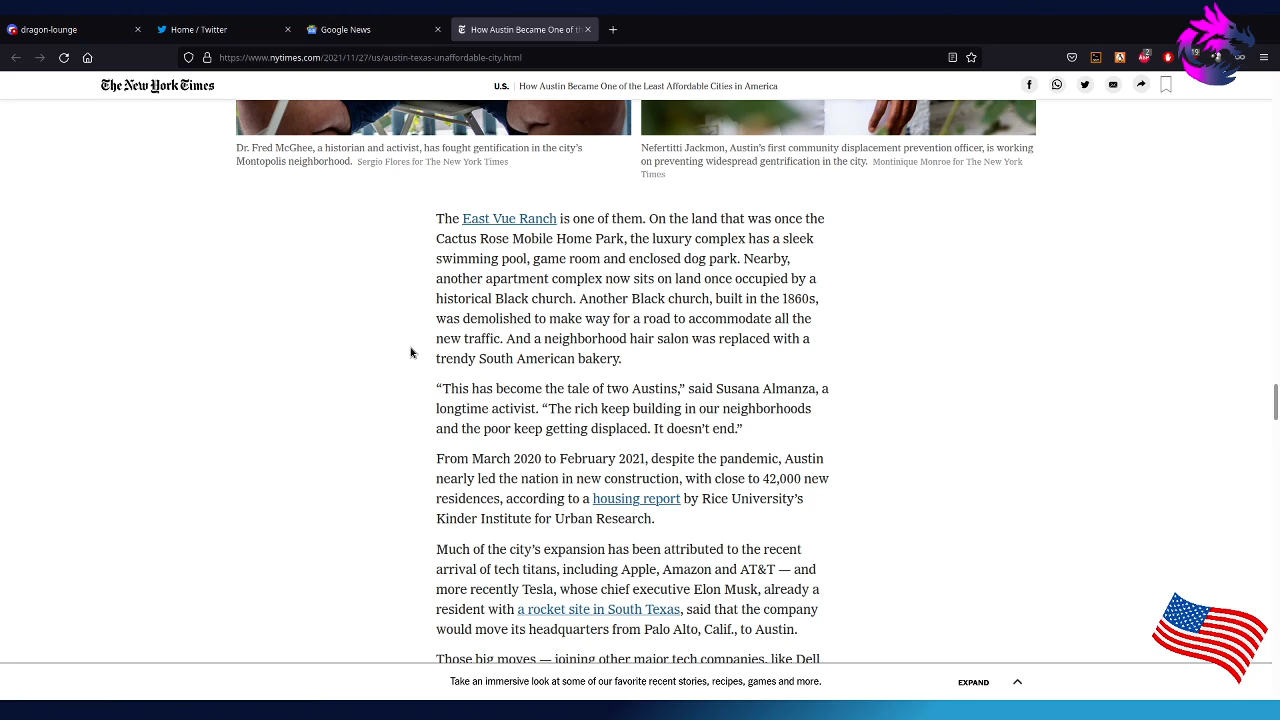 dragon-lounge
Home / Twitter
Google News
How Austin Became One of th
https://www.nytimes.com/2021/11/27/us/austin-texas-unaffordable-city.html
2
19
The New York Times
U.S. | How Austin Became One of the Least Affordable Cities in America
Dr. Fred McGhee, a historian and activist, has fought gentification in the city's
Montopolis neighborhood. Sergio Flores for The New York Times
Nefertitti Jackmon, Austin's first community displacement prevention officer, is working
on preventing widespread gentrification in the city. Montinique Monroe for The New York
Times
The East Vue Ranch is one of them. On the land that was once the
Cactus Rose Mobile Home Park, the luxury complex has a sleek
swimming pool, game room and enclosed dog park. Nearby,
another apartment complex now sits on land once occupied by a
historical Black church. Another Black church, built in the 1860s,
was demolished to make way for a road to accommodate all the
new traffic. And a neighborhood hair salon was replaced with a
trendy South American bakery.
“This has become the tale of two Austins,” said Susana Almanza, a
longtime activist. “The rich keep building in our neighborhoods
and the poor keep getting displaced. It doesn’t end.”
From March 2020 to February 2021, despite the pandemic, Austin
nearly led the nation in new construction, with close to 42,000 new
residences, according to a housing report by Rice University’s
Kinder Institute for Urban Research.
Much of the city’s expansion has been attributed to the recent
arrival of tech titans, including Apple, Amazon and AT&T — and
more recently Tesla, whose chief executive Elon Musk, already a
resident with a rocket site in South Texas, said that the company
would move its headquarters from Palo Alto, Calif., to Austin.
Those big moves — joining other major tech companies, like Dell
Take an immersive look at some of our favorite recent stories, recipes, games and more.
EXPAND